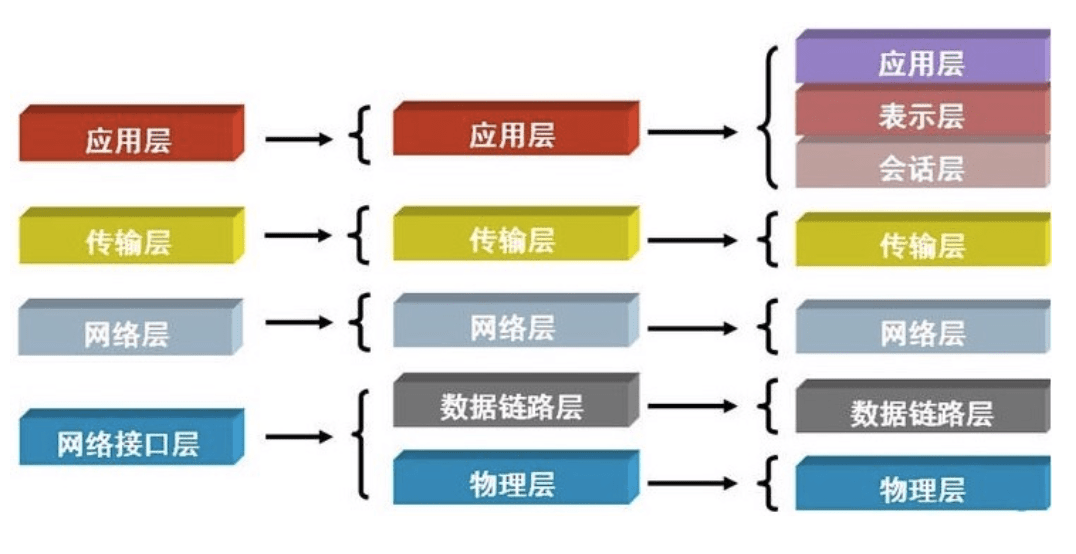 应用层
传输层
网络层
网络接口层
应用层
传输层
网络层
数据链路层
物理层
应用层
表示层
会话层
传输层
网络层
数据链路层
物理层